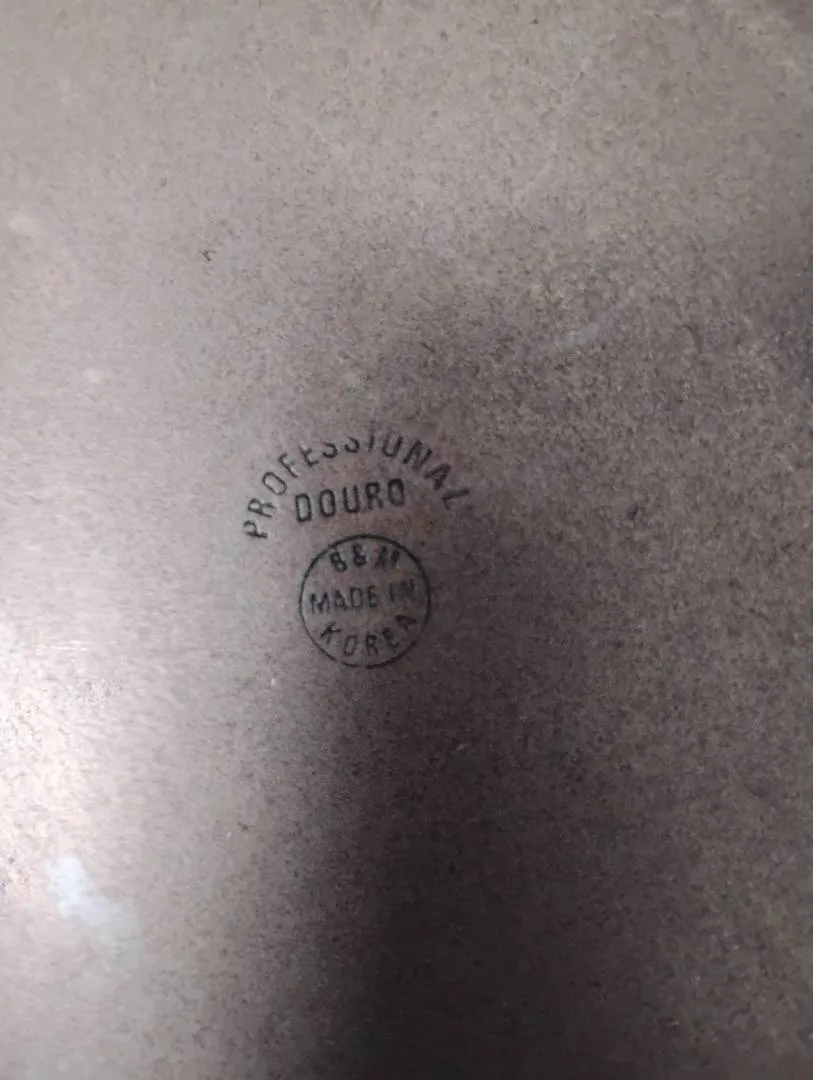 PROFESSIONAL
DOURO
B & M
MADE IN
KOREA